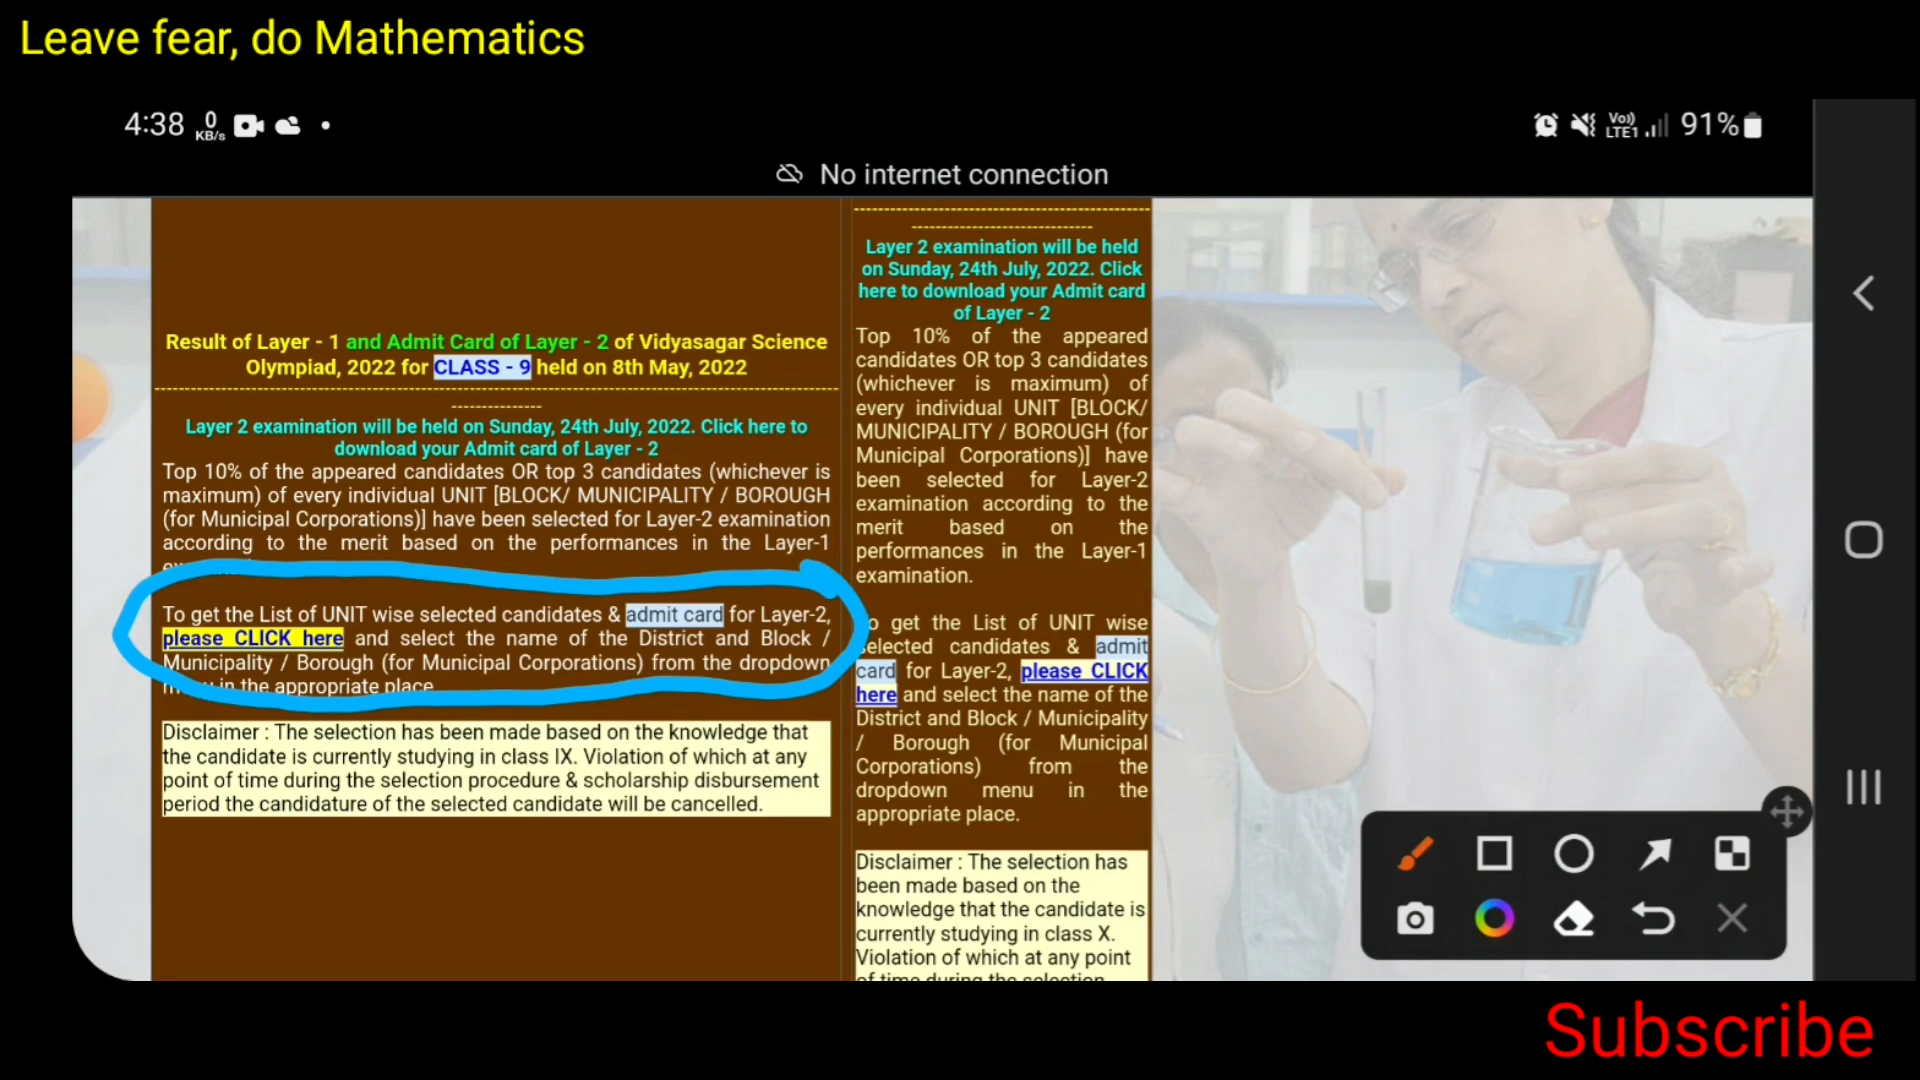 Leave fear, do Mathematics
4:38 0 KB/s
Vo)) LTE1 91%
No internet connection
Result of Layer - 1 and Admit Card of Layer - 2 of Vidyasagar Science
Olympiad, 2022 for CLASS - 9 held on 8th May, 2022
Layer 2 examination will be held on Sunday, 24th July, 2022. Click here to
download your Admit card of Layer - 2
Top 10% of the appeared candidates OR top 3 candidates (whichever is
maximum) of every individual UNIT [BLOCK/ MUNICIPALITY / BOROUGH
(for Municipal Corporations)] have been selected for Layer-2 examination
according to the merit based on the performances in the Layer-1
To get the List of UNIT wise selected candidates & admit card for Layer-2,
please CLICK here and select the name of the District and Block /
Municipality / Borough (for Municipal Corporations) from the dropdown
in the appropriate place
Disclaimer : The selection has been made based on the knowledge that
the candidate is currently studying in class IX. Violation of which at any
point of time during the selection procedure & scholarship disbursement
period the candidature of the selected candidate will be cancelled.
Layer 2 examination will be held
on Sunday, 24th July, 2022. Click
here to download your Admit card
of Layer - 2
Top 10% of the appeared
candidates OR top 3 candidates
(whichever is maximum) of
every individual UNIT [BLOCK/
MUNICIPALITY / BOROUGH (for
Municipal Corporations)] have
been selected for Layer-2
examination according to the
merit based on the
performances in the Layer-1
examination.
get the List of UNIT wise
selected candidates & admit
card for Layer-2, please CLICK
here and select the name of the
District and Block / Municipality
/ Borough (for Municipal
Corporations) from the
dropdown menu in the
appropriate place.
Disclaimer : The selection has
been made based on the
knowledge that the candidate is
currently studying in class X.
Violation of which at any point
of time during the selection
Subscribe